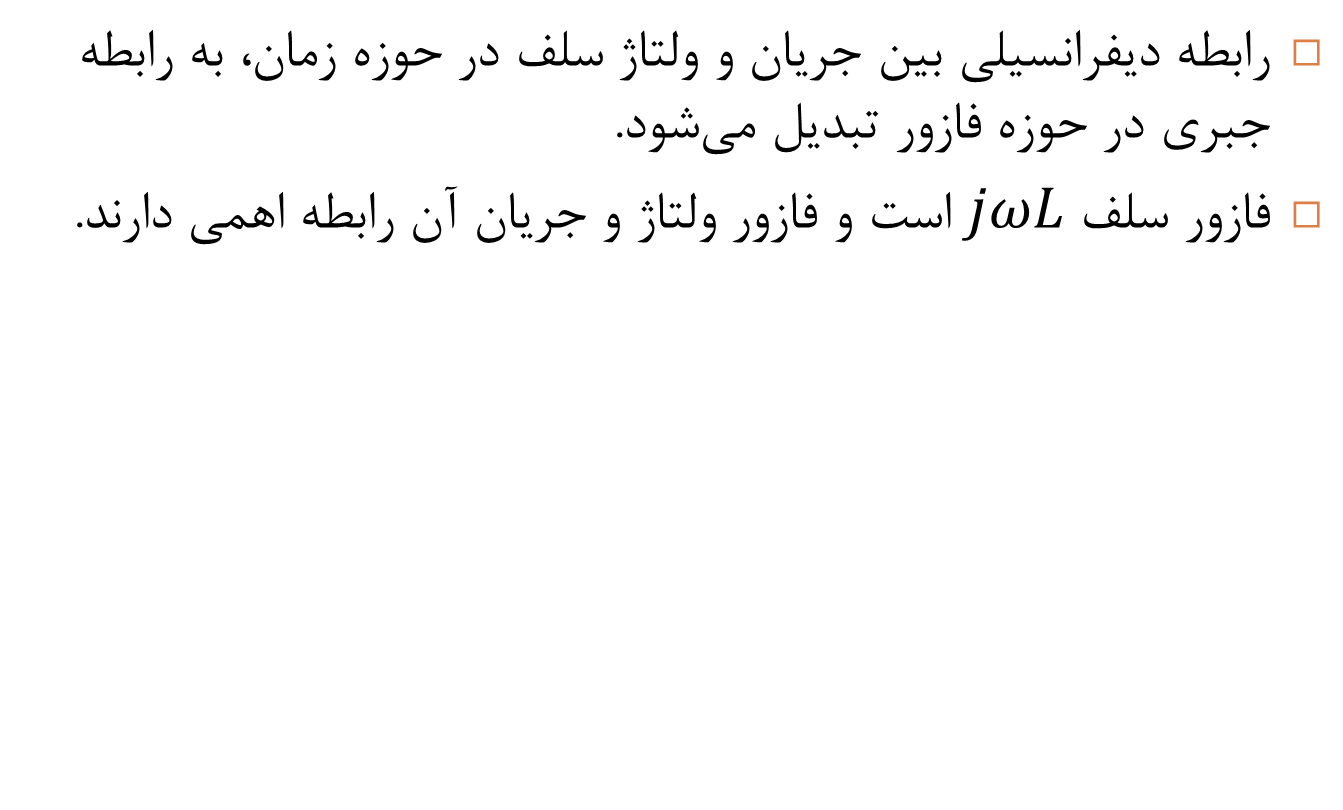 رابطه دیفرانسیلی بین جریان و ولتاژ سلف در حوزه زمان، به رابطه
جبری در حوزه فازور تبدیل می‌شود.
فازور سلف jωL است و فازور ولتاژ و جریان آن رابطه اهمی دارند.